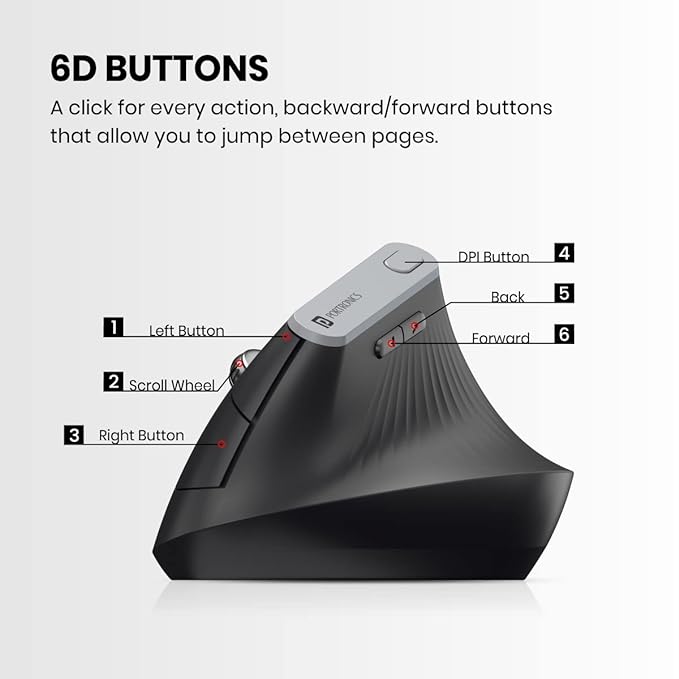 6D BUTTONS
A click for every action, backward/forward buttons
that allow you to jump between pages.
DPI Button 4
Back 5
PORTRONICS
1 Left Button
Forward 6
2 Scroll Wheel
3 Right Button